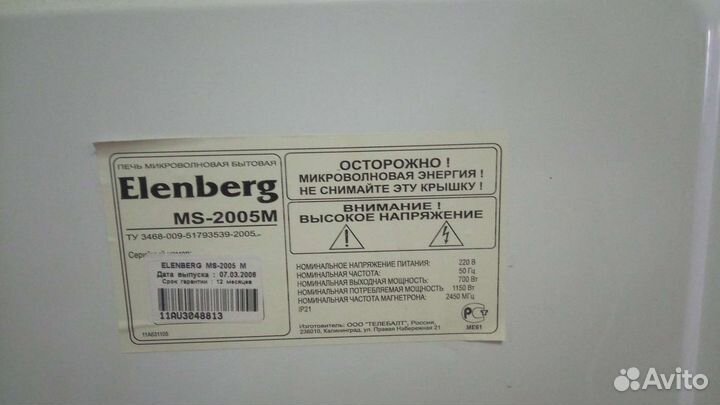 ПЕЧЬ МИКРОВОЛНОВАЯ БЫТОВАЯ
Elenberg
MS-2005M
ТУ 3468-009-51793539-2005
ELENBERG MS-2005 M
Дата выпуска : 07.03.2006
Срок гарантии : 12 месяцев
11AU3048813
ОСТОРОЖНО !
МИКРОВОЛНОВАЯ ЭНЕРГИЯ !
НЕ СНИМАЙТЕ ЭТУ КРЫШКУ !
ВНИМАНИЕ !
ВЫСОКОЕ НАПРЯЖЕНИЕ
НОМИНАЛЬНОЕ НАПРЯЖЕНИЕ ПИТАНИЯ: 220 В
НОМИНАЛЬНАЯ ЧАСТОТА: 50 Гц
НОМИНАЛЬНАЯ ВЫХОДНАЯ МОЩНОСТЬ: 700 Вт
НОМИНАЛЬНАЯ ПОТРЕБЛЯЕМАЯ МОЩНОСТЬ 1150 Вт
НОМИНАЛЬНАЯ ЧАСТОТА МАГНЕТРОНА: 2450 МГц
IP21
МЕ61
Изготовитель: ООО "ТЕЛЕБАЛТ", Россия,
236010, Калининград, ул. Правая Набережная 21
Avito